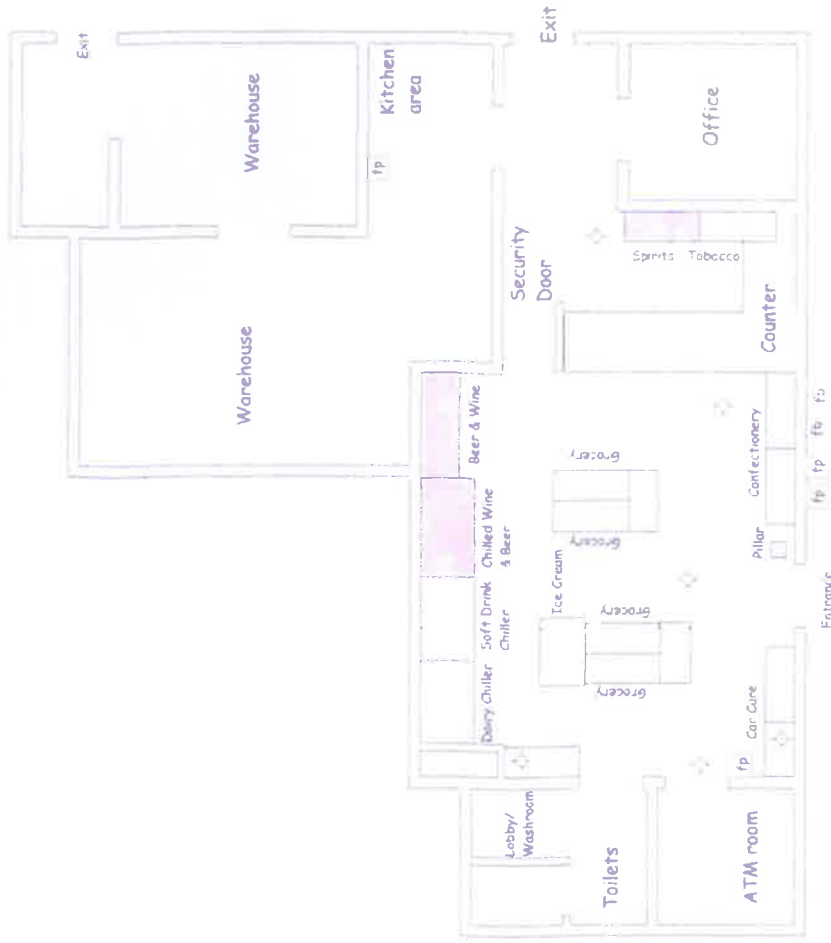 Exit
Exit
Warehouse
Kitchen
area
fp
Office
Warehouse
Security
Door
Spirits Tobacco
Counter
Beer & Wine
Chilled Wine
& Beer
Soft Drink
Chiller
Dairy Chiller
Grocery
Grocery
Ice Cream
Grocery
Grocery
Confectionery
fp fp fb fb
Pillar
Entrance
Car Care
fp
Lobby/
Washroom
Toilets
ATM room